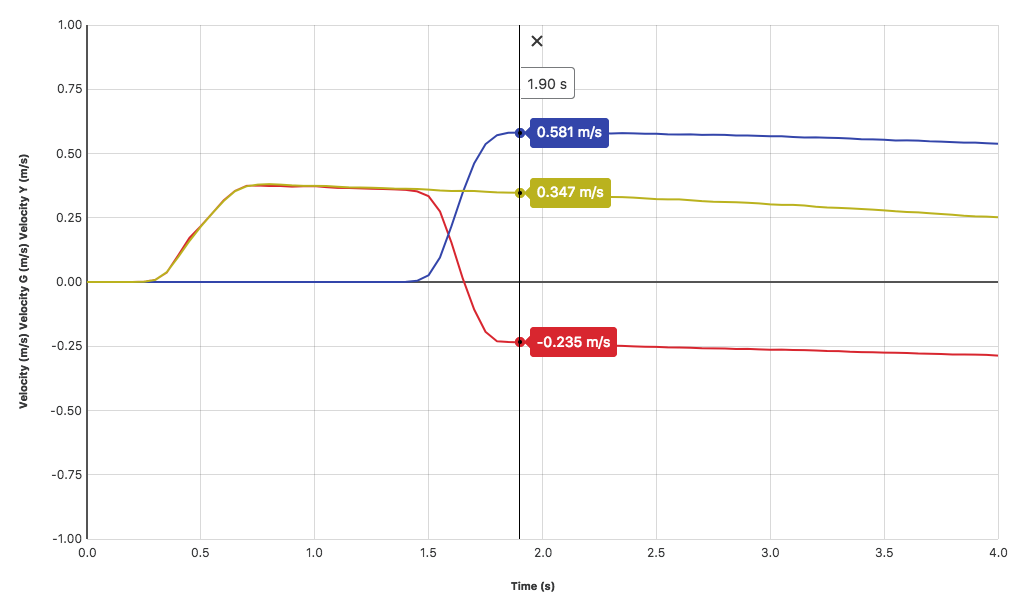 1.00
0.75
0.50
0.25
0.00
-0.25
-0.50
-0.75
-1.00
Velocity (m/s) Velocity G (m/s) Velocity Y (m/s)
1.90 s
0.581 m/s
0.347 m/s
-0.235 m/s
0.0 0.5 1.0 1.5 2.0 2.5 3.0 3.5 4.0
Time (s)